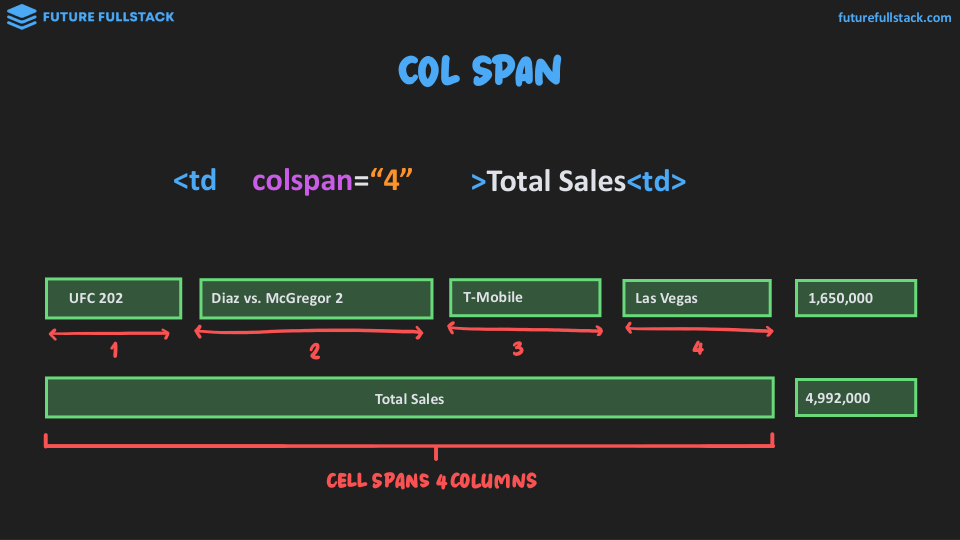 FUTURE FULLSTACK
futurefullstack.com
COL SPAN
<td colspan=“4” >Total Sales<td>
UFC 202 Diaz vs. McGregor 2 T-Mobile Las Vegas 1,650,000
1 2 3 4
Total Sales 4,992,000
CELL SPANS 4 COLUMNS